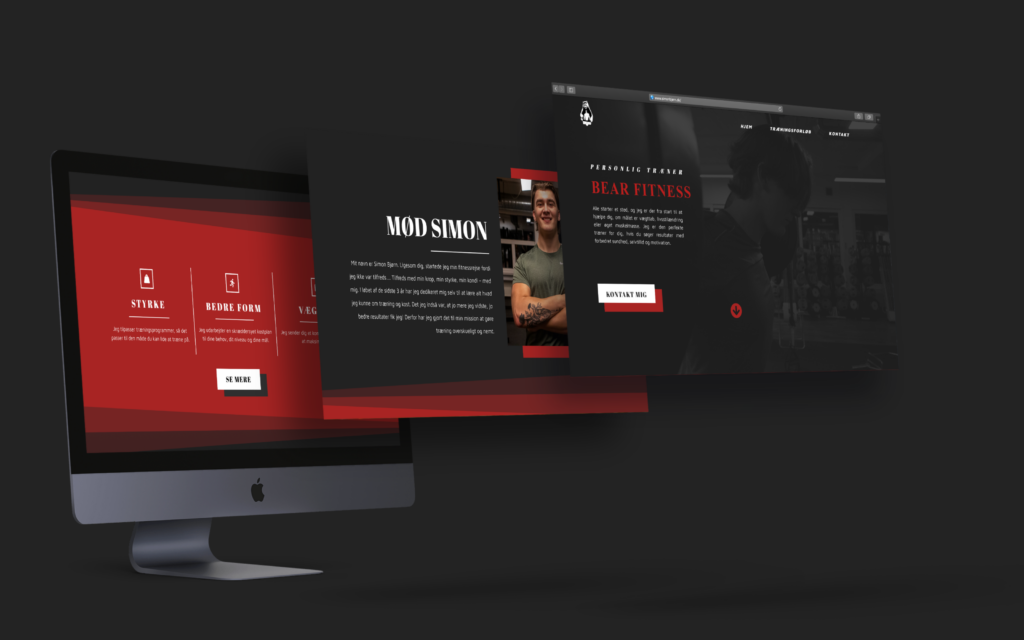 HJEM
TRÆNINGSFORLØB
KONTAKT
PERSONLIG TRÆNER
BEAR FITNESS
Alle starter et sted, og jeg er der fra start til at
hjælpe dig, om målet er vægttab, livsstilsændring
eller øget muskelmasse. Jeg er den perfekte
træner for dig, hvis du søger resultater med
forbedret sundhed, selvtillid og motivation.
KONTAKT MIG
MØD SIMON
Mit navn er Simon Bjørn. Ligesom dig, startede jeg min fitnessrejse fordi
jeg ikke var tilfreds... Tilfreds med min krop, min styrke, min kondi – med
mig. I løbet af de sidste 3 år har jeg dedikeret mig selv til at lære alt hvad
jeg kunne om træning og kost. Det jeg indså var, at jo mere jeg vidste, jo
bedre resultater fik jeg. Derfor har jeg gjort det til min mission at gøre
træning overskueligt og nemt.
STYRKE
Jeg tilpasser træningsprogrammer, så det
passer til den måde du kan lide at træne på.
BEDRE FORM
Jeg udarbejder en skræddersyet kostplan
til dine behov, dit niveau og dine mål.
VÆG
SE MERE